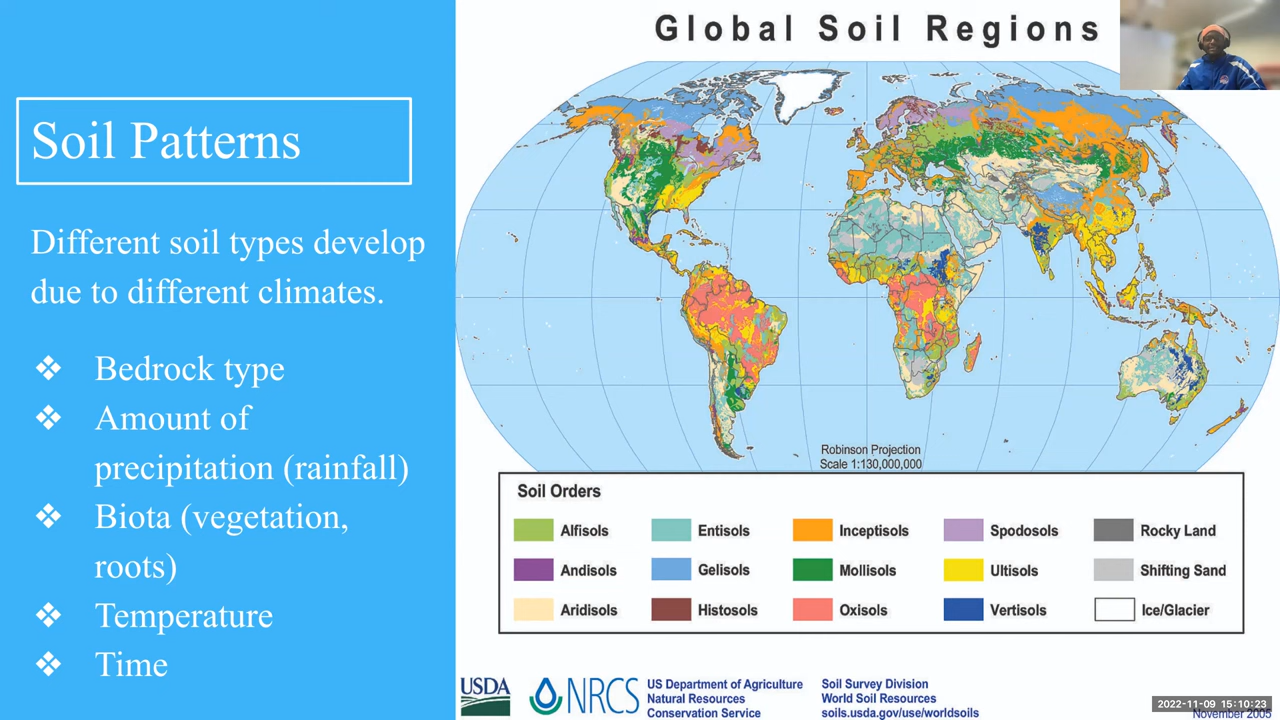 Soil Patterns
Different soil types develop
due to different climates.
❖ Bedrock type
❖ Amount of
precipitation (rainfall)
❖ Biota (vegetation,
roots)
❖ Temperature
❖ Time
Global Soil Regions
Robinson Projection
Scale 1:130,000,000
Soil Orders
Alfisols Entisols Inceptisols Spodosols Rocky Land
Andisols Gelisols Mollisols Ultisols Shifting Sand
Aridisols Histosols Oxisols Vertisols Ice/Glacier
USDA
NRCS
US Department of Agriculture
Natural Resources
Conservation Service
Soil Survey Division
World Soil Resources
soils.usda.gov/use/worldsoils
2022-11-09 15:10:23
November 2005